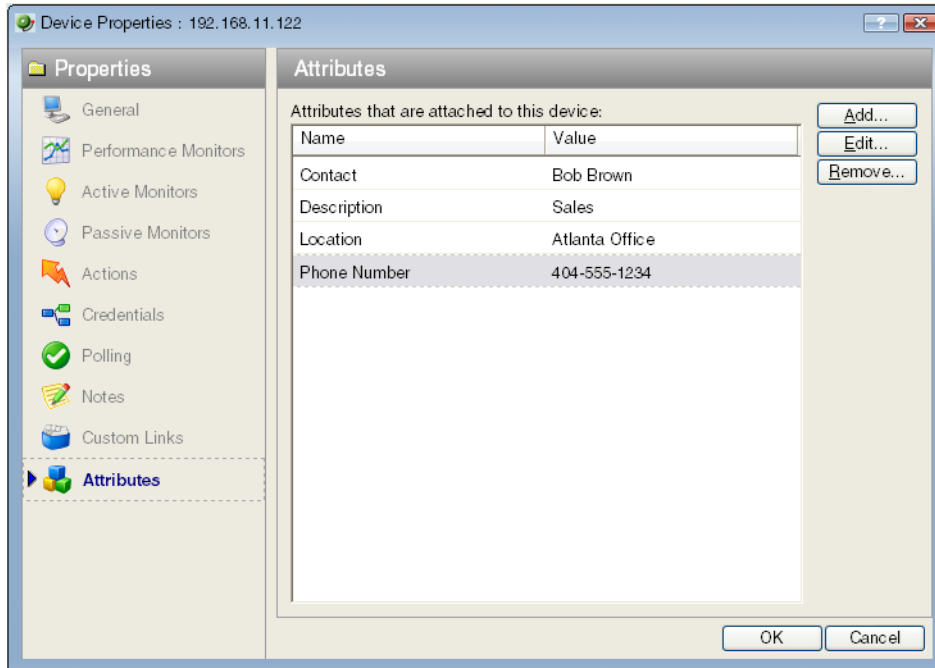 Device Properties : 192.168.11.122
?
Properties
General
Performance Monitors
Active Monitors
Passive Monitors
Actions
Credentials
Polling
Notes
Custom Links
Attributes
Attributes
Attributes that are attached to this device:
Name Value
Contact Bob Brown
Description Sales
Location Atlanta Office
Phone Number 404-555-1234
Add...
Edit...
Remove...
OK Cancel